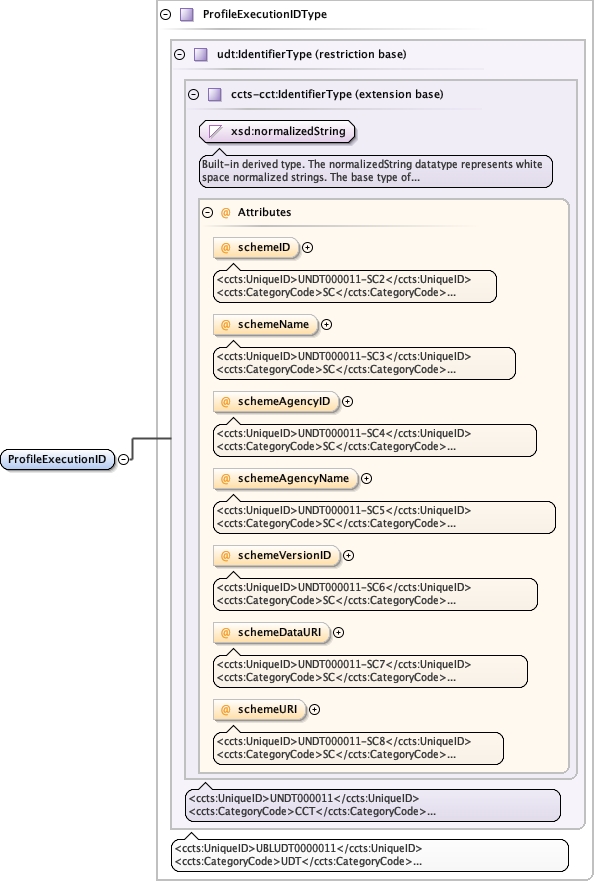 ProfileExecutionIDType
udt:IdentifierType (restriction base)
ccts-cct:IdentifierType (extension base)
xsd:normalizedString
Built-in derived type. The normalizedString datatype represents white
space normalized strings. The base type of...
@ Attributes
@ schemeID
<ccts:UniqueID>UNDT000011-SC2</ccts:UniqueID>
<ccts:CategoryCode>SC</ccts:CategoryCode>...
@ schemeName
<ccts:UniqueID>UNDT000011-SC3</ccts:UniqueID>
<ccts:CategoryCode>SC</ccts:CategoryCode>...
@ schemeAgencyID
<ccts:UniqueID>UNDT000011-SC4</ccts:UniqueID>
<ccts:CategoryCode>SC</ccts:CategoryCode>...
ProfileExecutionID
@ schemeAgencyName
<ccts:UniqueID>UNDT000011-SC5</ccts:UniqueID>
<ccts:CategoryCode>SC</ccts:CategoryCode>...
@ schemeVersionID
<ccts:UniqueID>UNDT000011-SC6</ccts:UniqueID>
<ccts:CategoryCode>SC</ccts:CategoryCode>...
@ schemeDataURI
<ccts:UniqueID>UNDT000011-SC7</ccts:UniqueID>
<ccts:CategoryCode>SC</ccts:CategoryCode>...
@ schemeURI
<ccts:UniqueID>UNDT000011-SC8</ccts:UniqueID>
<ccts:CategoryCode>SC</ccts:CategoryCode>...
<ccts:UniqueID>UNDT000011</ccts:UniqueID>
<ccts:CategoryCode>CCT</ccts:CategoryCode>...
<ccts:UniqueID>UBLUDT0000011</ccts:UniqueID>
<ccts:CategoryCode>UDT</ccts:CategoryCode>...